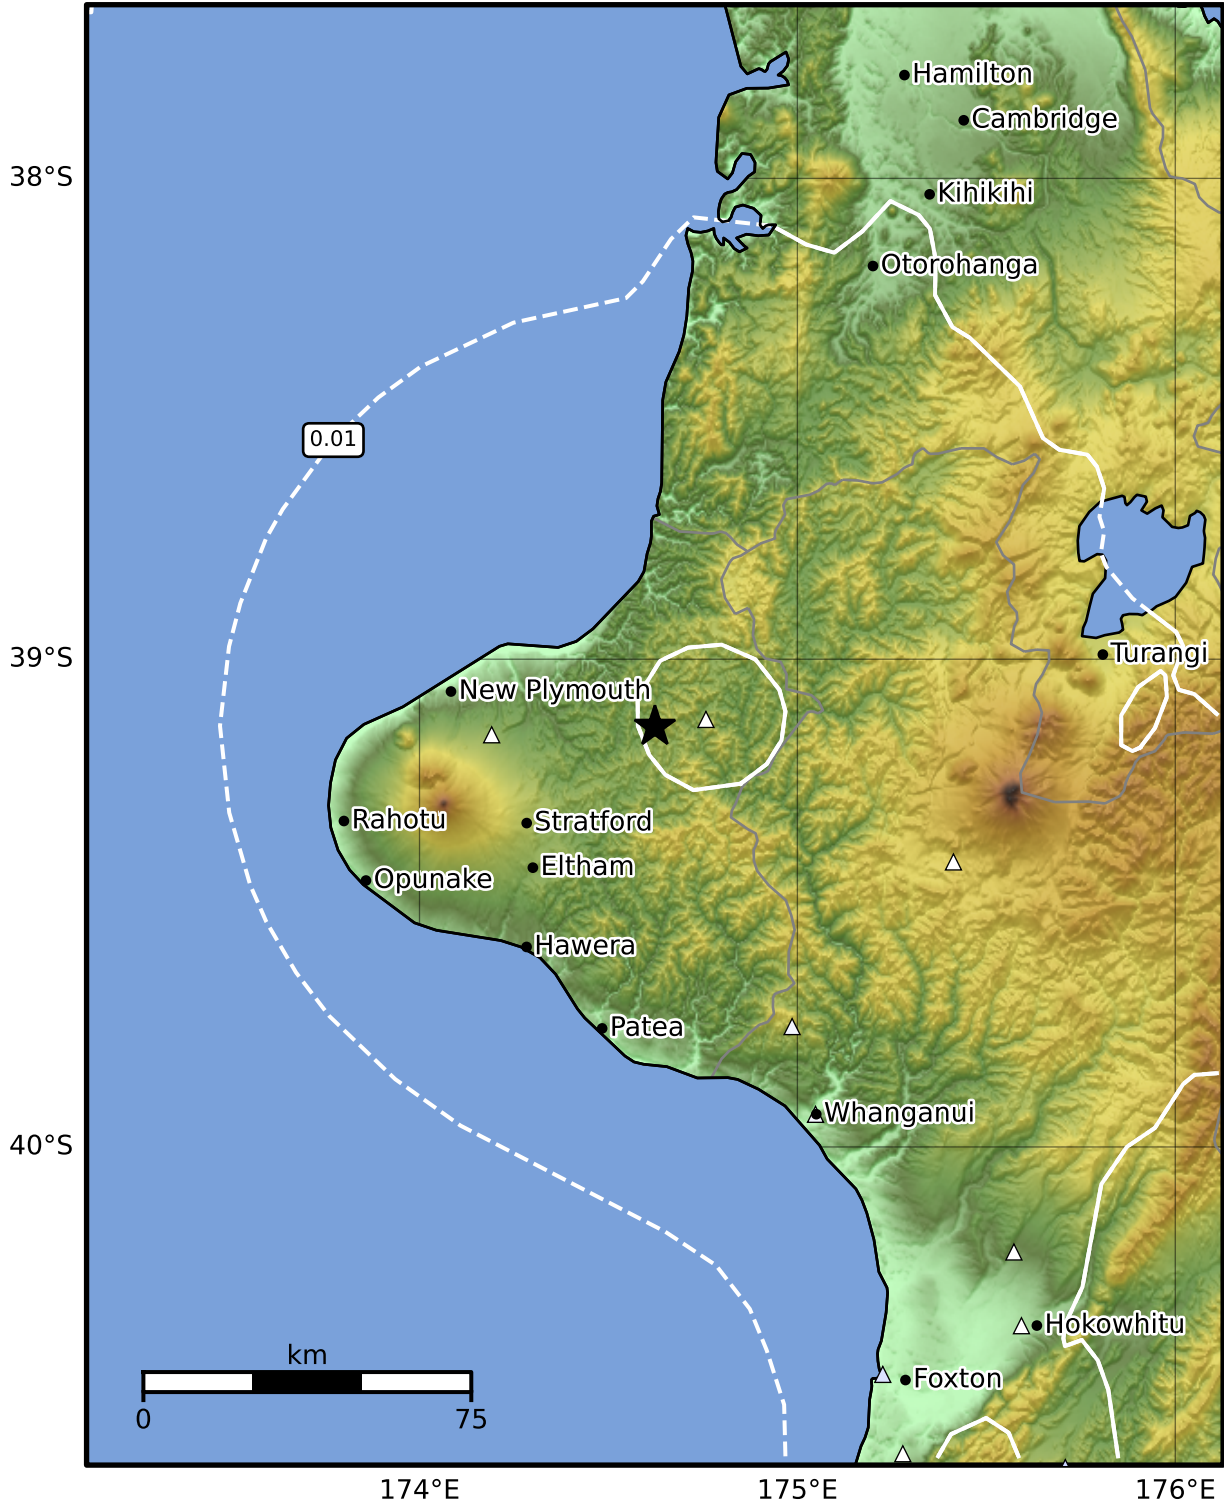 Hamilton
Cambridge
38°S
Kihikihi
Otorohanga
0.01
39°S
Turangi
New Plymouth
Rahotu
Stratford
Eltham
Opunake
Hawera
Patea
Whanganui
40°S
Hokowhitu
km
Foxton
0
75
174°E
175°E
176°E